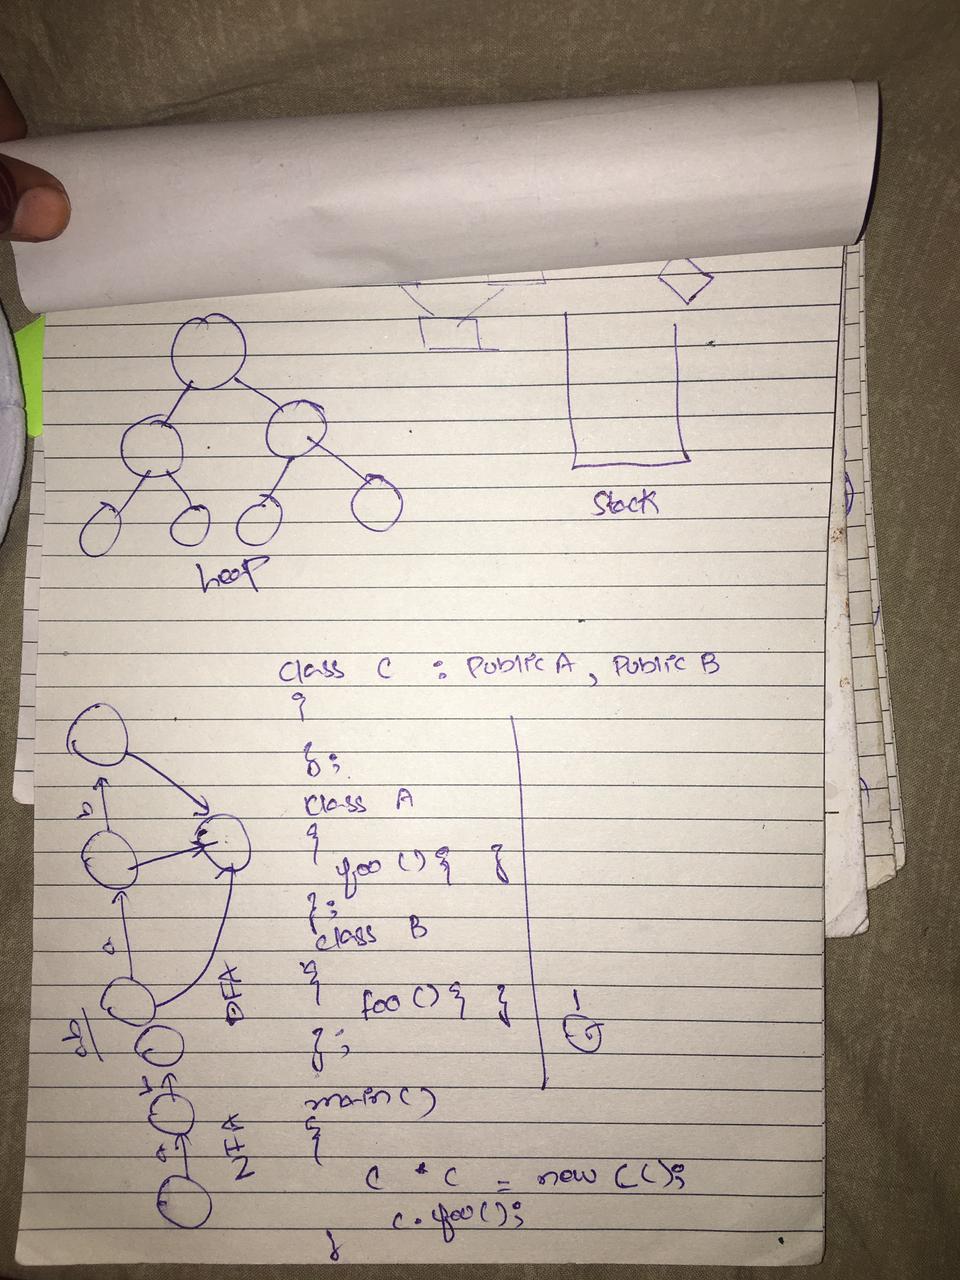 Stack
heap
class C : Public A, Public B
{
};
class A
{
foo () { }
};
class B
{
foo () { }
};
main()
{
C * C = new C();
c.foo();
}
DFA
NFA